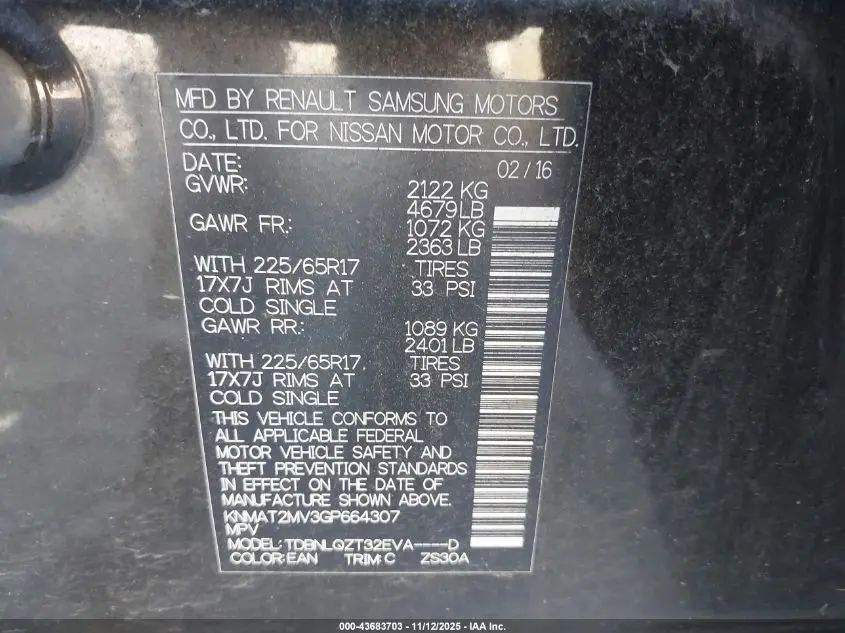 MFD BY RENAULT SAMSUNG MOTORS
CO., LTD. FOR NISSAN MOTOR CO., LTD.
DATE: 02/16
GVWR: 2122 KG
4679 LB
GAWR FR.: 1072 KG
2363 LB
WITH 225/65R17 TIRES
17X7J RIMS AT 33 PSI
COLD SINGLE
GAWR RR.: 1089 KG
2401 LB
WITH 225/65R17, TIRES
17X7J RIMS AT 33 PSI
COLD SINGLE
THIS VEHICLE CONFORMS TO
ALL APPLICABLE FEDERAL
MOTOR VEHICLE SAFETY AND
THEFT PREVENTION STANDARDS
IN EFFECT ON THE DATE OF
MANUFACTURE SHOWN ABOVE.
KNMAT2MV3GP664307
MPV
MODEL: TDBNLQZT32EVA----D
COLOR: EAN TRIM: C ZS30A
000-43683703 - 11/12/2025 - IAA Inc.